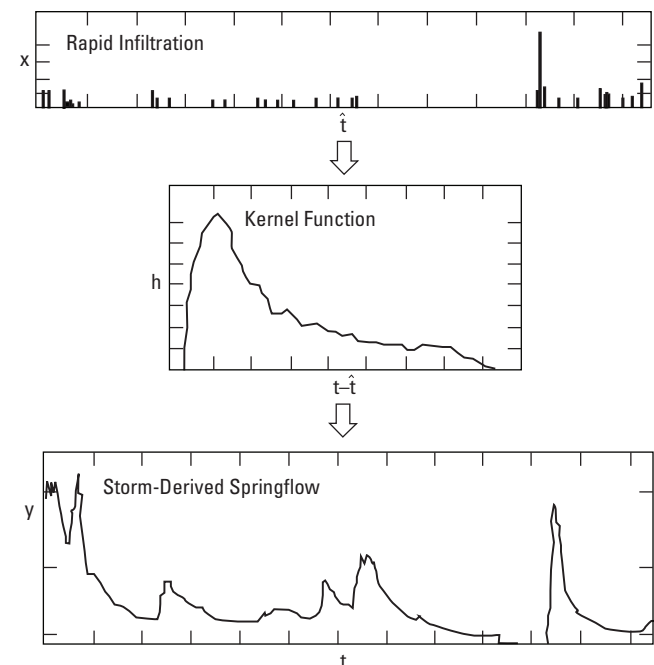 Rapid Infiltration
x
t̂
Kernel Function
h
t–t̂
Storm-Derived Springflow
y
t